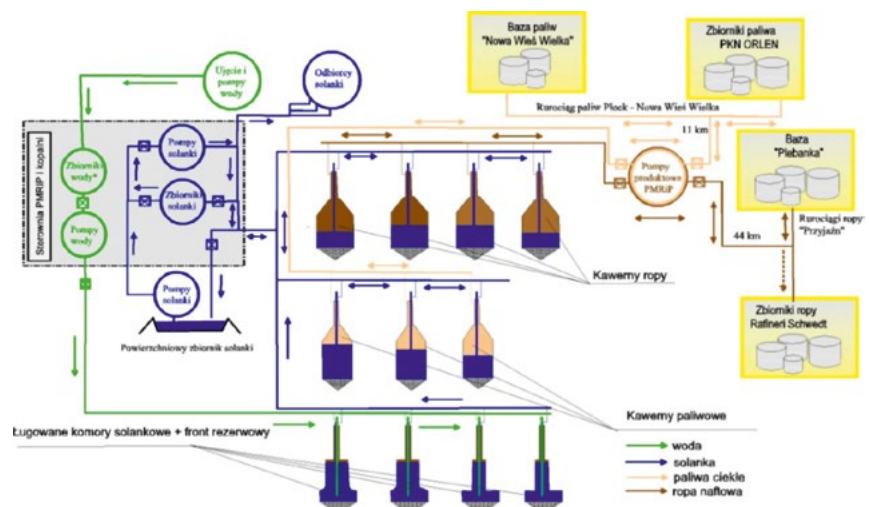 Baza paliw
"Nowa Wieś Wielka"
Zbiorniki paliwa
PKN ORLEN
Ujęcie i
pompy
wody
Odbiorcy
solanki
Rurociąg paliw Płock - Nowa Wieś Wielka
11 km
Sterownia PMRiP i kopalni
Zbiorniki
wody*
Pompy
solanki
Zbiorniki
solanki
Pompy
wody
Pompy
solanki
Powierzchniowy zbiornik solanki
Pompy
produktowe
PMRiP
Baza
"Plebanka"
Rurociągi ropy
"Przyjaźń"
44 km
Kawerny ropy
Zbiorniki ropy
Rafineri Schwedt
Kawerny paliwowe
Ługowane komory solankowe + front rezerwowy
woda
solanka
paliwa ciekłe
ropa naftowa